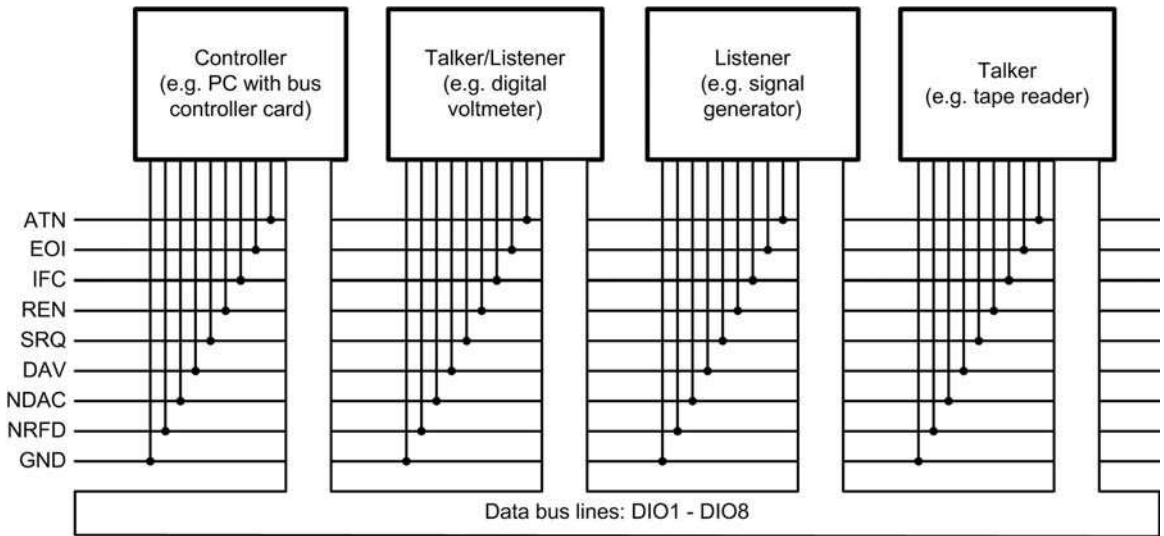 Controller
(e.g. PC with bus
controller card)
Talker/Listener
(e.g. digital
voltmeter)
Listener
(e.g. signal
generator)
Talker
(e.g. tape reader)
ATN
EOI
IFC
REN
SRQ
DAV
NDAC
NRFD
GND
Data bus lines: DIO1 - DIO8